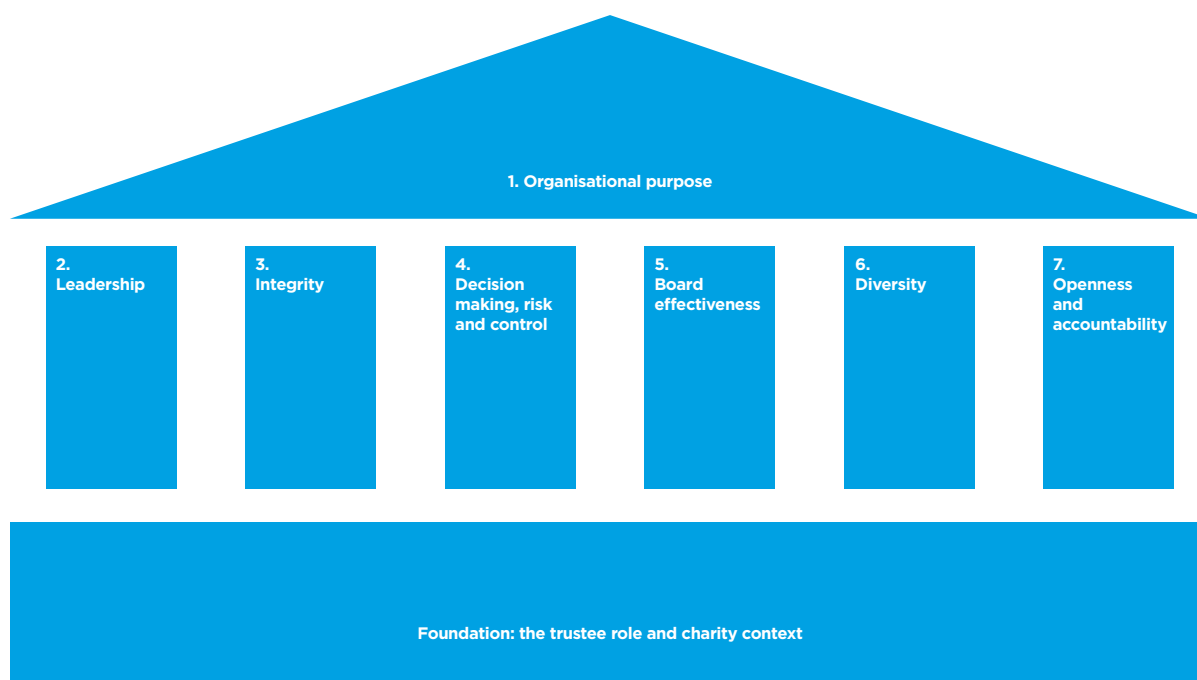 1. Organisational purpose
2.
Leadership
3.
Integrity
4.
Decision
making, risk
and control
5.
Board
effectiveness
6.
Diversity
7.
Openness
and
accountability
Foundation: the trustee role and charity context